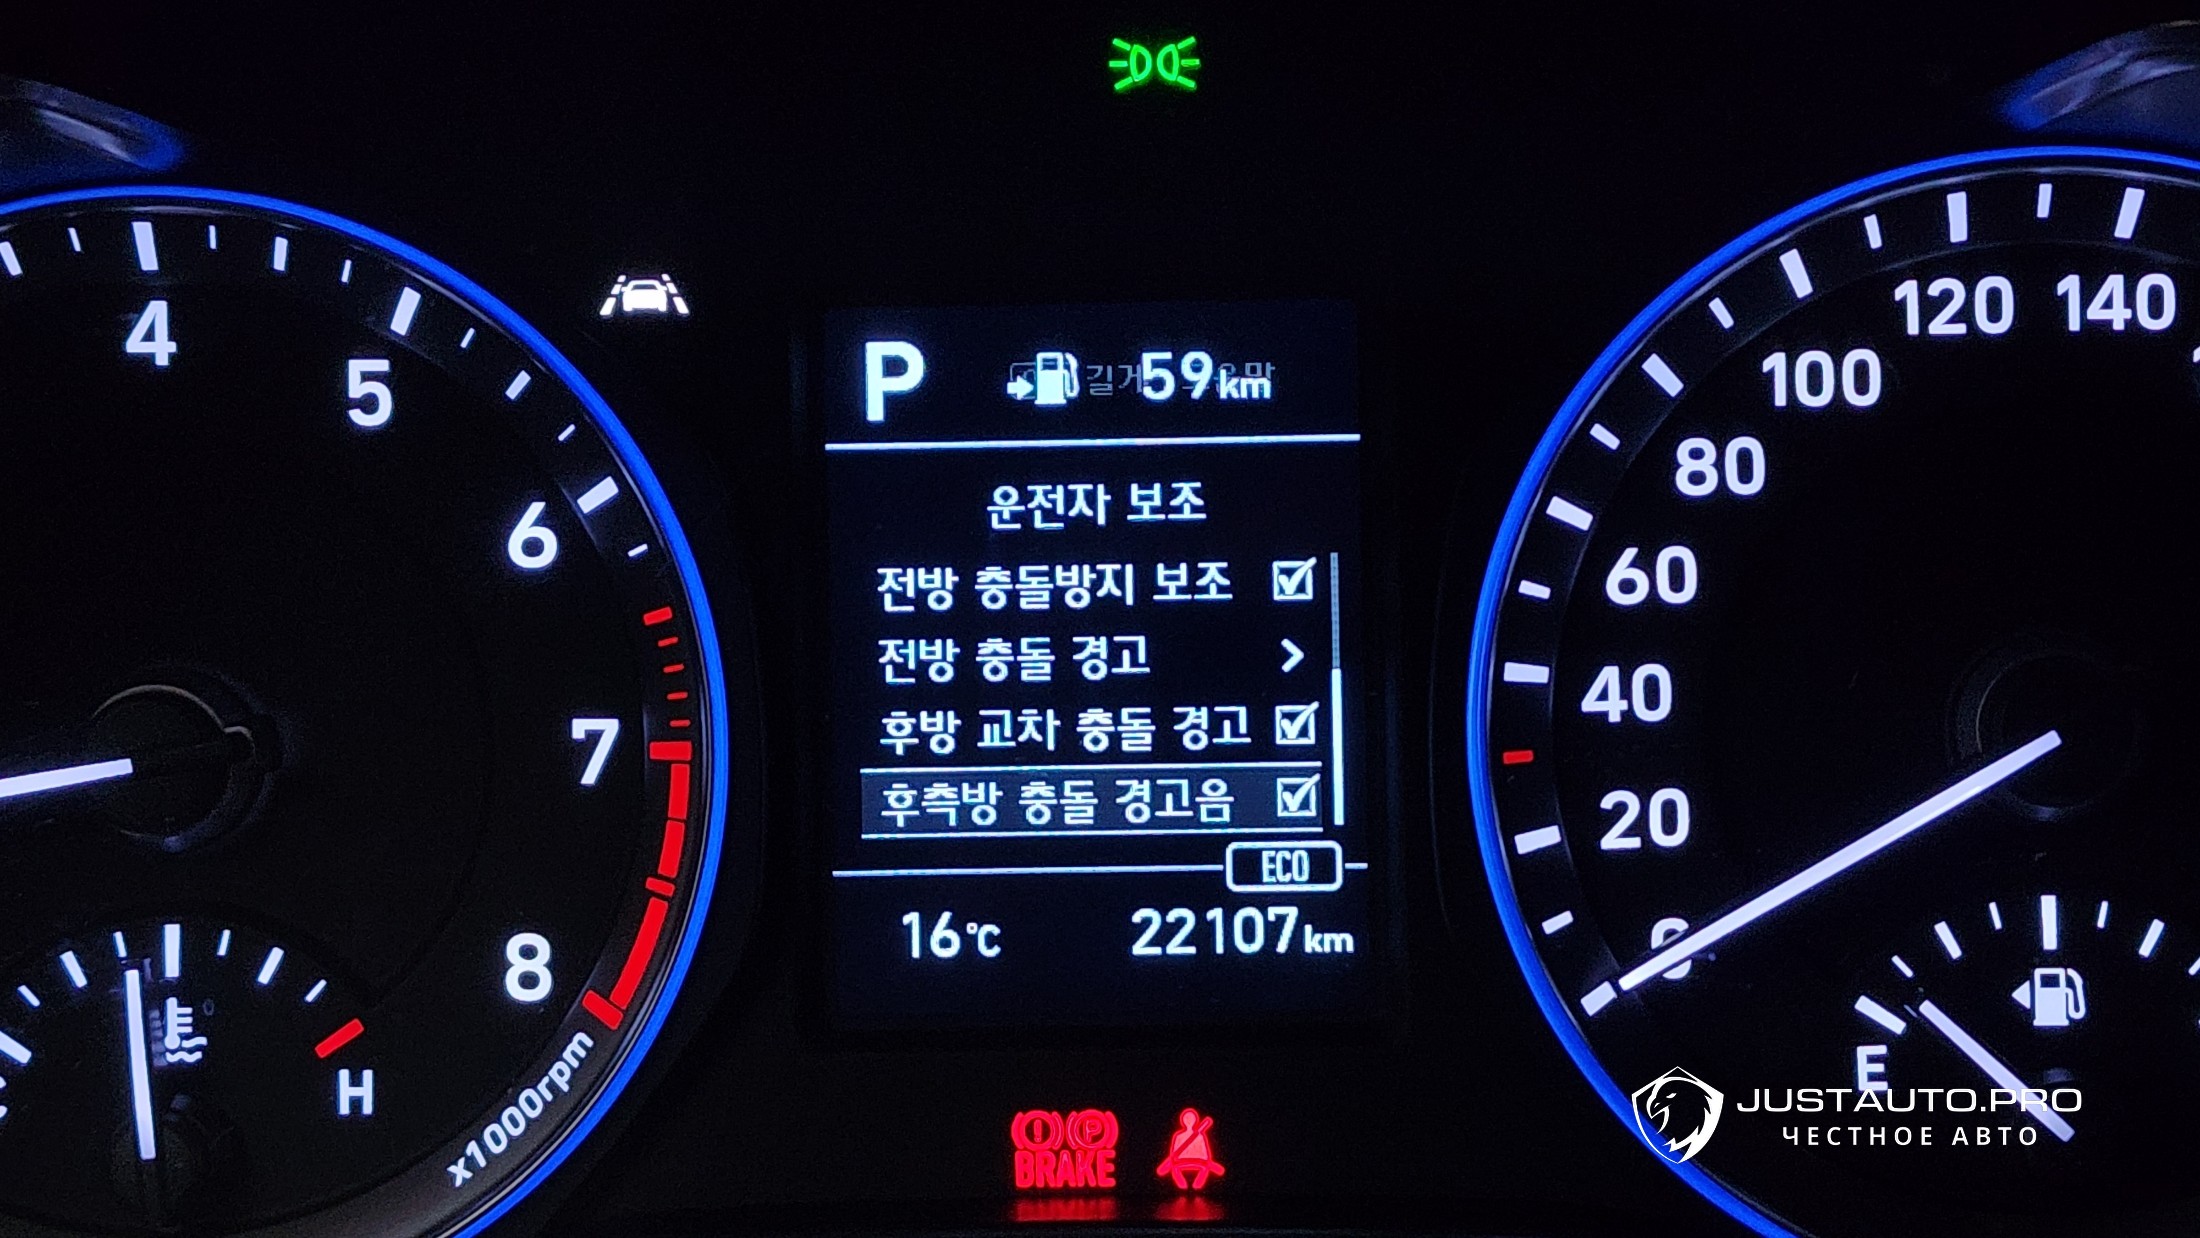 4
5
6
7
8
x1000rpm
H
P 59km
운전자 보조
전방 충돌방지 보조
전방 충돌 경고 >
후방 교차 충돌 경고
후측방 충돌 경고음
ECO
16°C 22107km
BRAKE
P
140
120
100
80
60
40
20
0
E
JUSTAUTO.PRO
ЧЕСТНОЕ АВТО